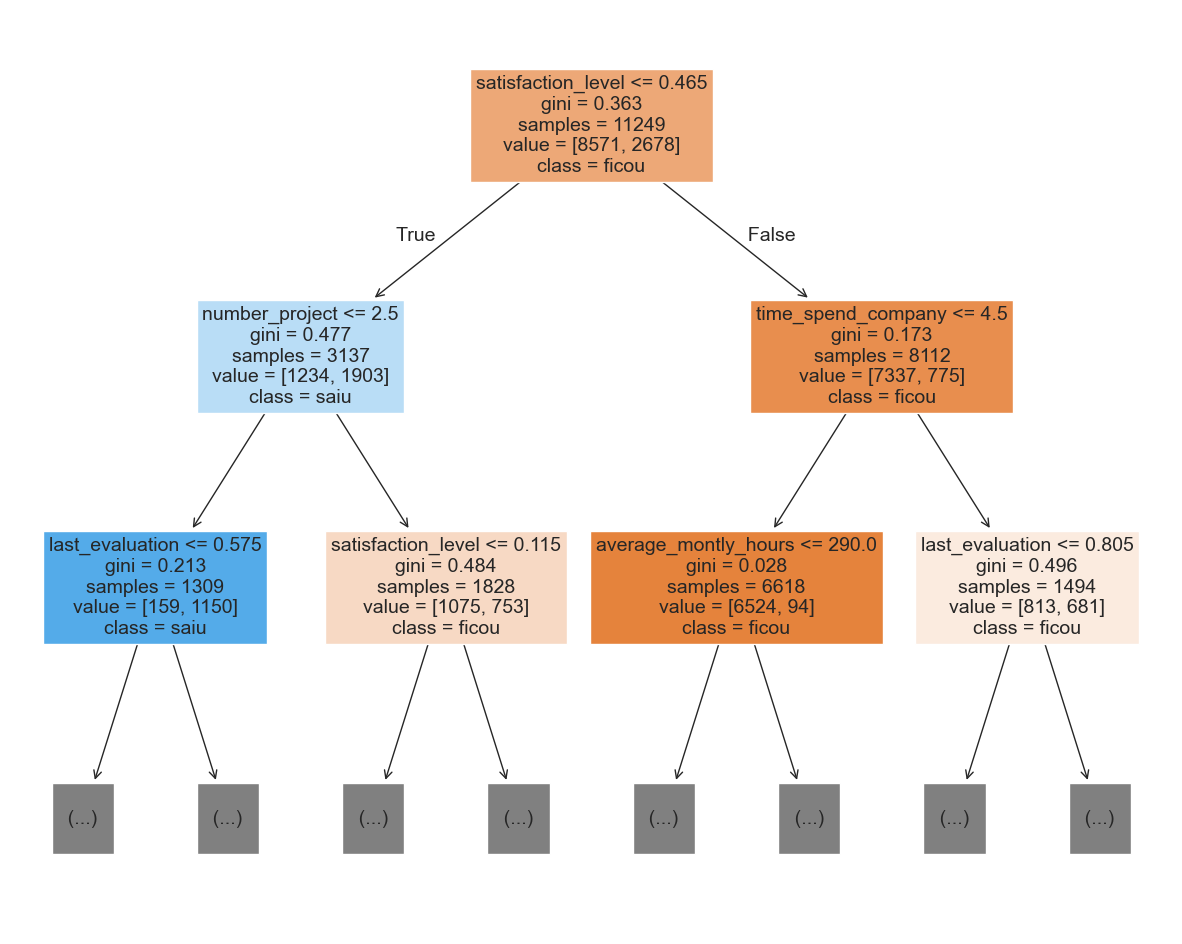 satisfaction_level <= 0.465
gini = 0.363
samples = 11249
value = [8571, 2678]
class = ficou
True
False
number_project <= 2.5
gini = 0.477
samples = 3137
value = [1234, 1903]
class = saiu
time_spend_company <= 4.5
gini = 0.173
samples = 8112
value = [7337, 775]
class = ficou
last_evaluation <= 0.575
gini = 0.213
samples = 1309
value = [159, 1150]
class = saiu
satisfaction_level <= 0.115
gini = 0.484
samples = 1828
value = [1075, 753]
class = ficou
average_montly_hours <= 290.0
gini = 0.028
samples = 6618
value = [6524, 94]
class = ficou
last_evaluation <= 0.805
gini = 0.496
samples = 1494
value = [813, 681]
class = ficou
(...)
(...)
(...)
(...)
(...)
(...)
(...)
(...)